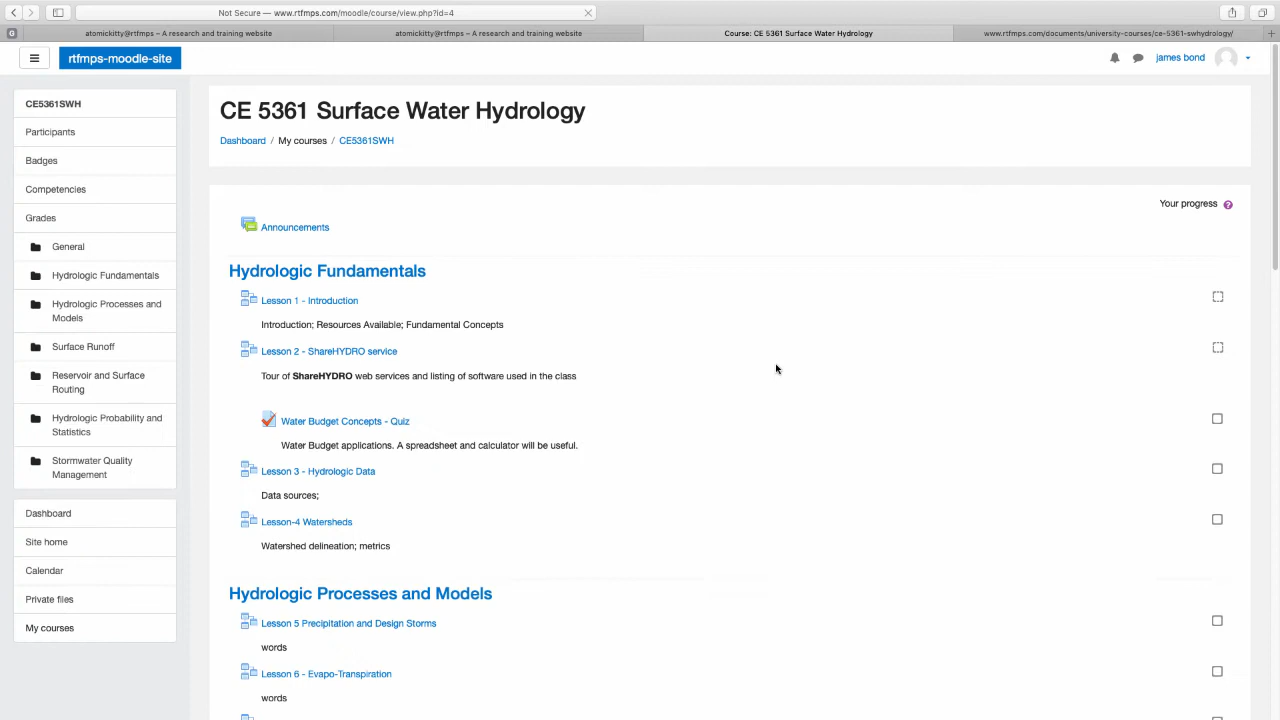 Not Secure — www.rtfmps.com/moodle/course/view.php?id=4
G
atomickitty@rtfmps – A research and training website
atomickitty@rtfmps – A research and training website
Course: CE 5361 Surface Water Hydrology
www.rtfmps.com/documents/university-courses/ce-5361-swhydrology/
rtfmps-moodle-site
james bond
CE5361SWH
Participants
Badges
Competencies
Grades
General
Hydrologic Fundamentals
Hydrologic Processes and
Models
Surface Runoff
Reservoir and Surface
Routing
Hydrologic Probability and
Statistics
Stormwater Quality
Management
Dashboard
Site home
Calendar
Private files
My courses
CE 5361 Surface Water Hydrology
Dashboard / My courses / CE5361SWH
Your progress ?
Announcements
Hydrologic Fundamentals
Lesson 1 - Introduction
Introduction; Resources Available; Fundamental Concepts
Lesson 2 - ShareHYDRO service
Tour of ShareHYDRO web services and listing of software used in the class
Water Budget Concepts - Quiz
Water Budget applications. A spreadsheet and calculator will be useful.
Lesson 3 - Hydrologic Data
Data sources;
Lesson-4 Watersheds
Watershed delineation; metrics
Hydrologic Processes and Models
Lesson 5 Precipitation and Design Storms
words
Lesson 6 - Evapo-Transpiration
words